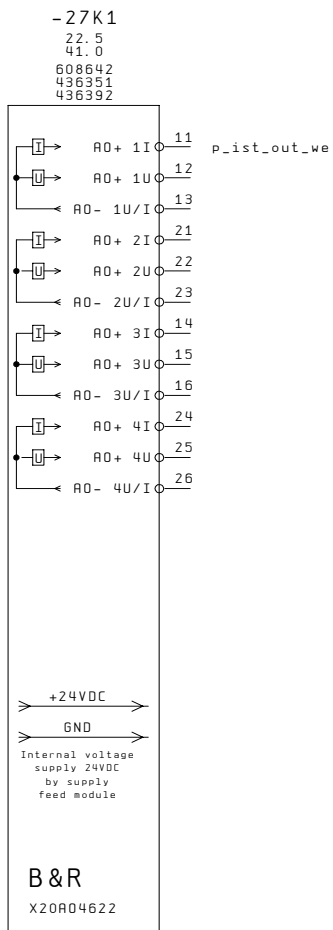 -27K1
22.5
41.0
608642
436351
436392
I AO+ 1I 11 p_ist_out_we
U AO+ 1U 12
AO- 1U/I 13
I AO+ 2I 21
U AO+ 2U 22
AO- 2U/I 23
I AO+ 3I 14
U AO+ 3U 15
AO- 3U/I 16
I AO+ 4I 24
U AO+ 4U 25
AO- 4U/I 26
+24VDC
GND
Internal voltage
supply 24VDC
by supply
feed module
B&R
X20AO4622